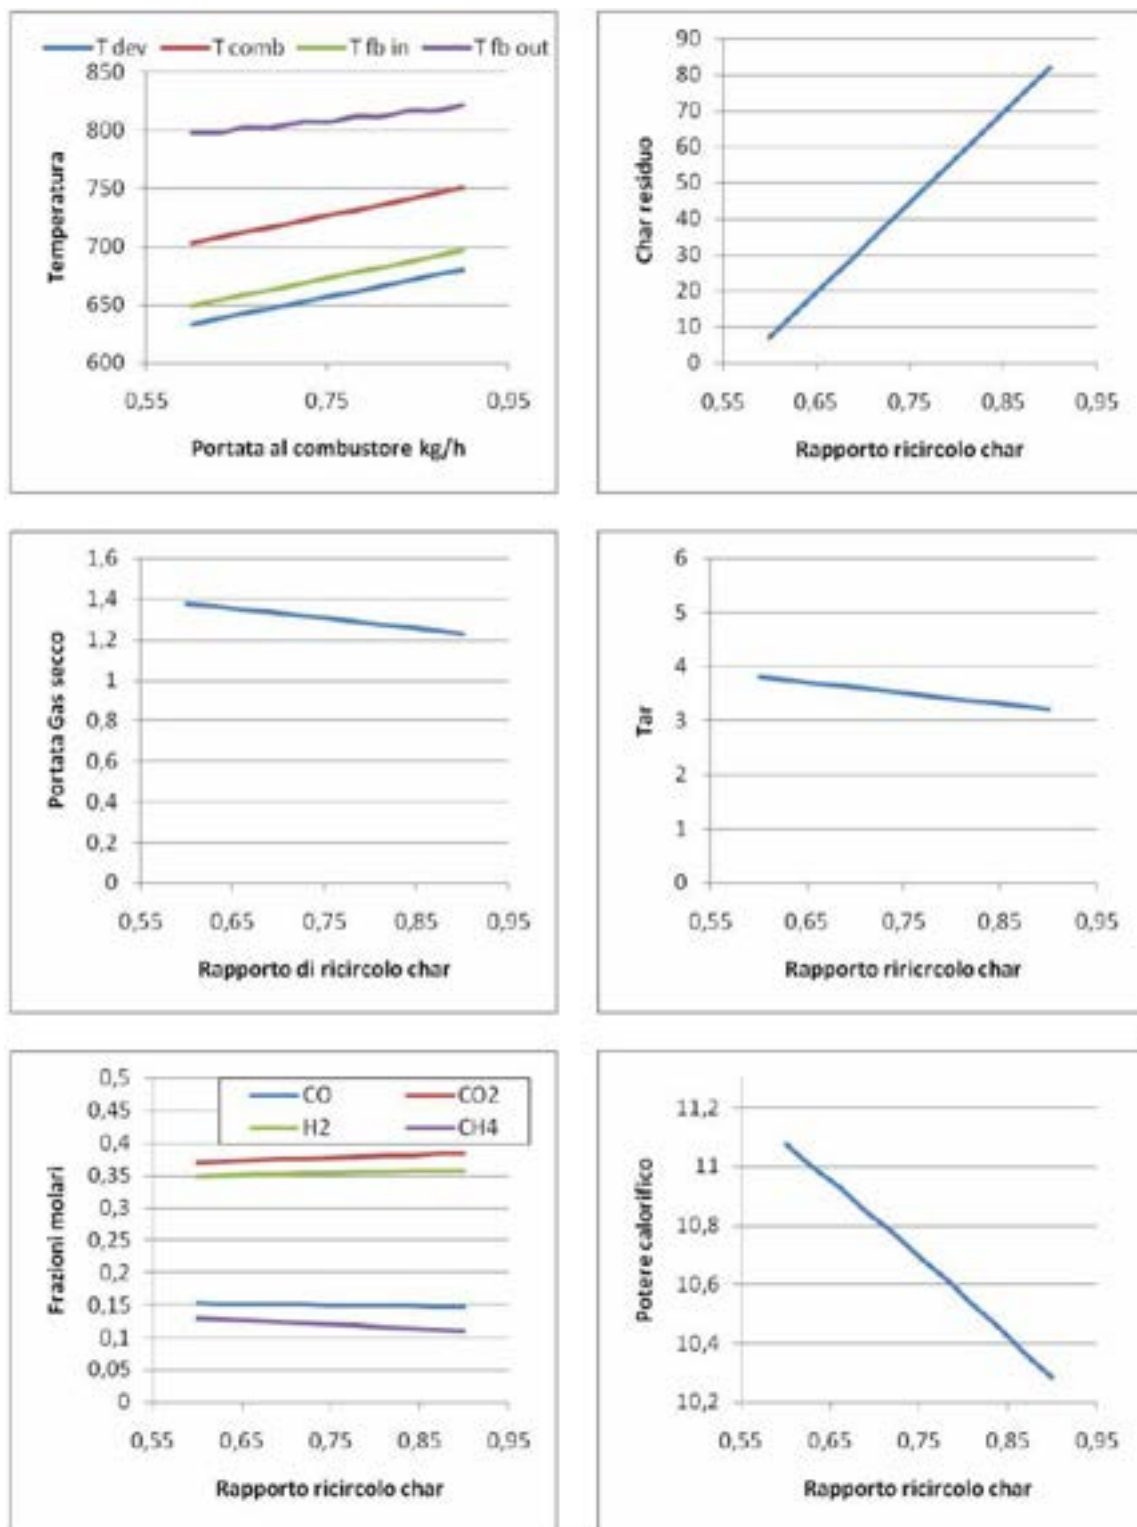 T dev T comb T fb in T fb out
850
800
750
700
650
600
Temperatura
0,55 0,75 0,95
Portata al combustore kg/h
90
80
70
60
50
40
30
20
10
0
Char residuo
0,55 0,65 0,75 0,85 0,95
Rapporto ricircolo char
1,6
1,4
1,2
1
0,8
0,6
0,4
0,2
0
Portata Gas secco
0,55 0,65 0,75 0,85 0,95
Rapporto di ricircolo char
6
5
4
3
2
1
0
Tar
0,55 0,65 0,75 0,85 0,95
Rapporto riricrcolo char
CO CO2
H2 CH4
0,5
0,45
0,4
0,35
0,3
0,25
0,2
0,15
0,1
0,05
0
Frazioni molari
0,55 0,65 0,75 0,85 0,95
Rapporto ricircolo char
11,2
11
10,8
10,6
10,4
10,2
Potere calorifico
0,55 0,65 0,75 0,85 0,95
Rapporto ricircolo char